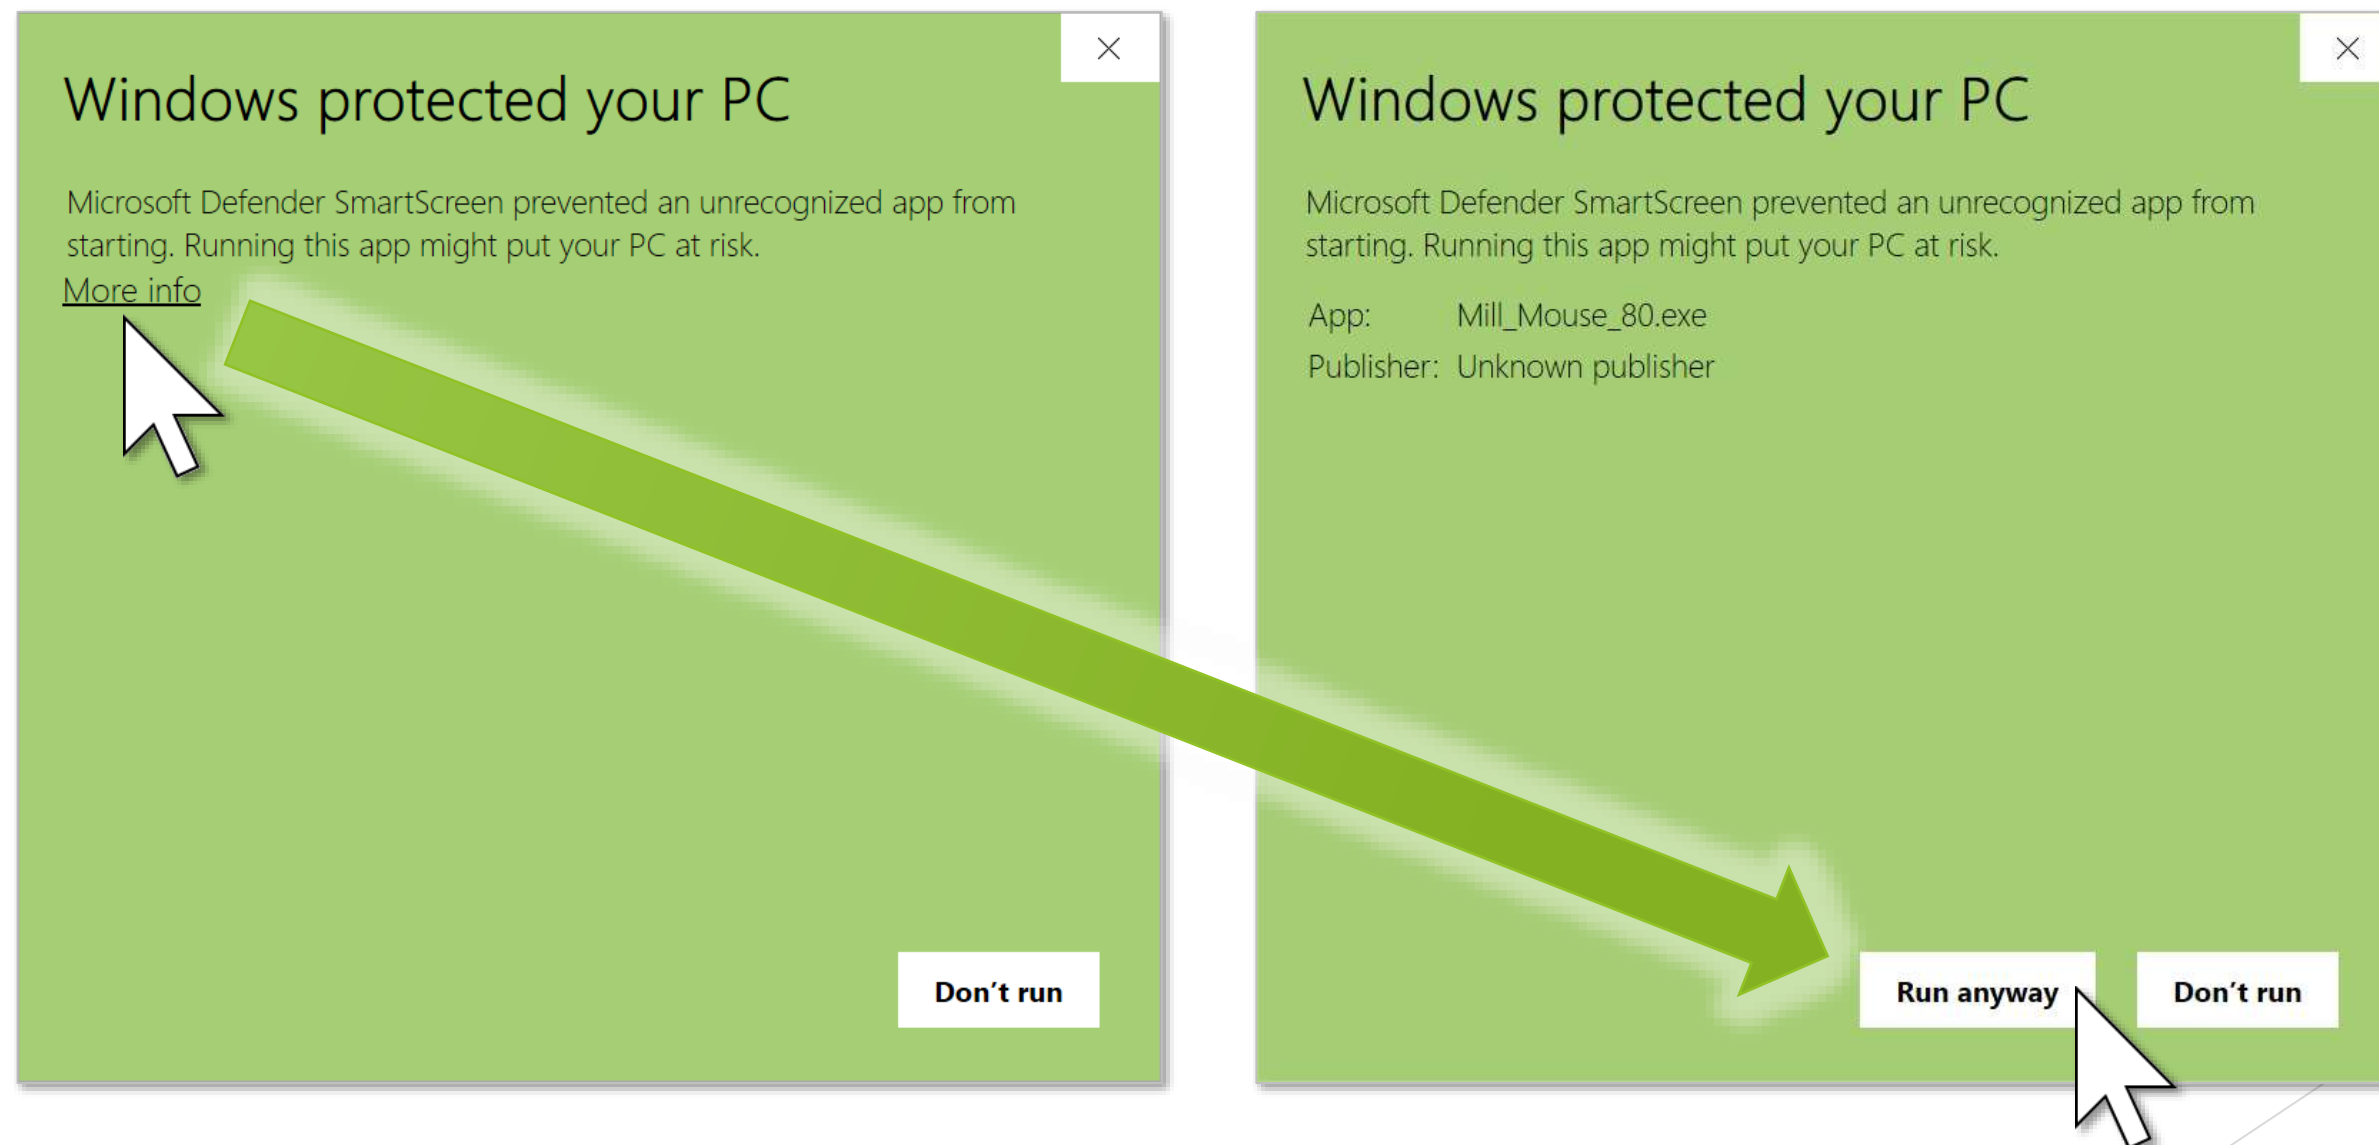 Windows protected your PC
Microsoft Defender SmartScreen prevented an unrecognized app from
starting. Running this app might put your PC at risk.
More info
Don't run
Windows protected your PC
Microsoft Defender SmartScreen prevented an unrecognized app from
starting. Running this app might put your PC at risk.
App: Mill_Mouse_80.exe
Publisher: Unknown publisher
Run anyway Don't run